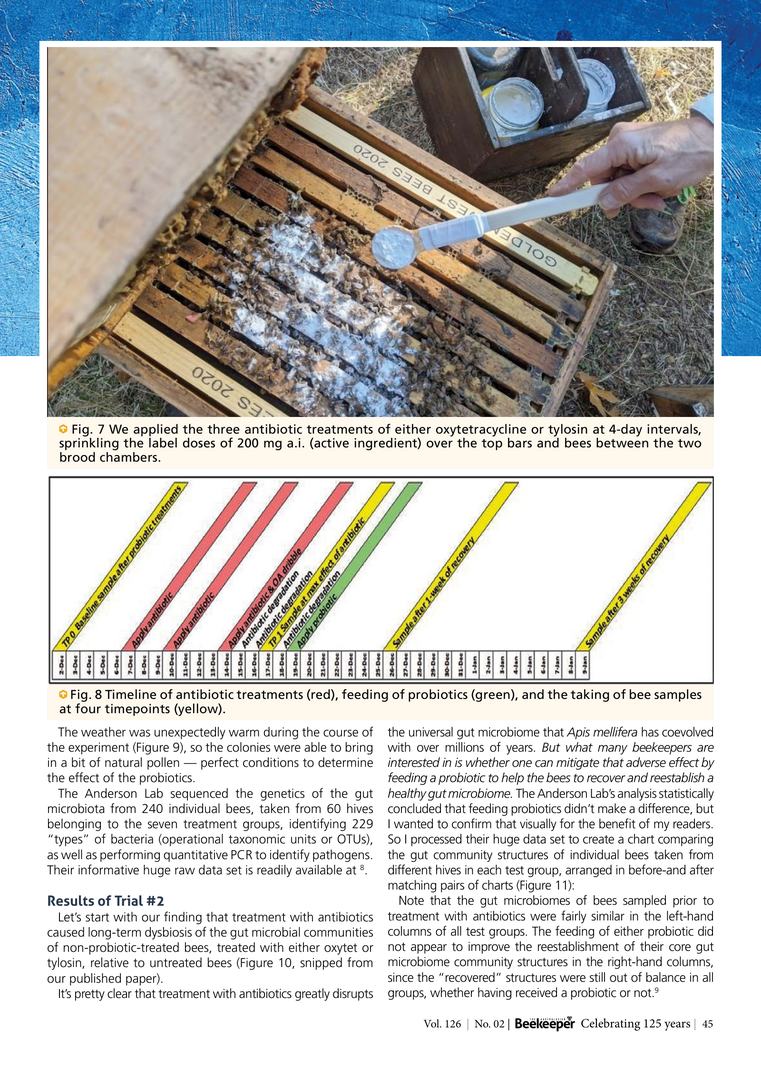 GOLDEN WEST BEES 2020
BEES 2020
Fig. 7 We applied the three antibiotic treatments of either oxytetracycline or tylosin at 4-day intervals,
sprinkling the label doses of 200 mg a.i. (active ingredient) over the top bars and bees between the two
brood chambers.
TP 0 Baseline sample after probiotic treatments
Apply antibiotic
Apply antibiotic
Apply antibiotic & OA dribble
Antibiotic degradation
Antibiotic degradation
TP 1 Sample at max effect of antibiotic
Antibiotic degradation
Apply probiotic
Sample after 1-week of recovery
Sample after 3 weeks of recovery
2-Dec
3-Dec
4-Dec
5-Dec
6-Dec
7-Dec
8-Dec
9-Dec
10-Dec
11-Dec
12-Dec
13-Dec
14-Dec
15-Dec
16-Dec
17-Dec
18-Dec
19-Dec
20-Dec
21-Dec
22-Dec
23-Dec
24-Dec
25-Dec
26-Dec
27-Dec
28-Dec
29-Dec
30-Dec
31-Dec
1-Jan
2-Jan
3-Jan
4-Jan
5-Jan
6-Jan
7-Jan
8-Jan
9-Jan
Fig. 8 Timeline of antibiotic treatments (red), feeding of probiotics (green), and the taking of bee samples
at four timepoints (yellow).
The weather was unexpectedly warm during the course of
the experiment (Figure 9), so the colonies were able to bring
in a bit of natural pollen — perfect conditions to determine
the effect of the probiotics.
The Anderson Lab sequenced the genetics of the gut
microbiota from 240 individual bees, taken from 60 hives
belonging to the seven treatment groups, identifying 229
“types” of bacteria (operational taxonomic units or OTUs),
as well as performing quantitative PCR to identify pathogens.
Their informative huge raw data set is readily available at 8.
Results of Trial #2
Let’s start with our finding that treatment with antibiotics
caused long-term dysbiosis of the gut microbial communities
of non-probiotic-treated bees, treated with either oxytet or
tylosin, relative to untreated bees (Figure 10, snipped from
our published paper).
It’s pretty clear that treatment with antibiotics greatly disrupts
the universal gut microbiome that Apis mellifera has coevolved
with over millions of years. But what many beekeepers are
interested in is whether one can mitigate that adverse effect by
feeding a probiotic to help the bees to recover and reestablish a
healthy gut microbiome. The Anderson Lab’s analysis statistically
concluded that feeding probiotics didn’t make a difference, but
I wanted to confirm that visually for the benefit of my readers.
So I processed their huge data set to create a chart comparing
the gut community structures of individual bees taken from
different hives in each test group, arranged in before-and after
matching pairs of charts (Figure 11):
Note that the gut microbiomes of bees sampled prior to
treatment with antibiotics were fairly similar in the left-hand
columns of all test groups. The feeding of either probiotic did
not appear to improve the reestablishment of their core gut
microbiome community structures in the right-hand columns,
since the “recovered” structures were still out of balance in all
groups, whether having received a probiotic or not.9
Vol. 126 | No. 02 | Beekeeper Celebrating 125 years | 45